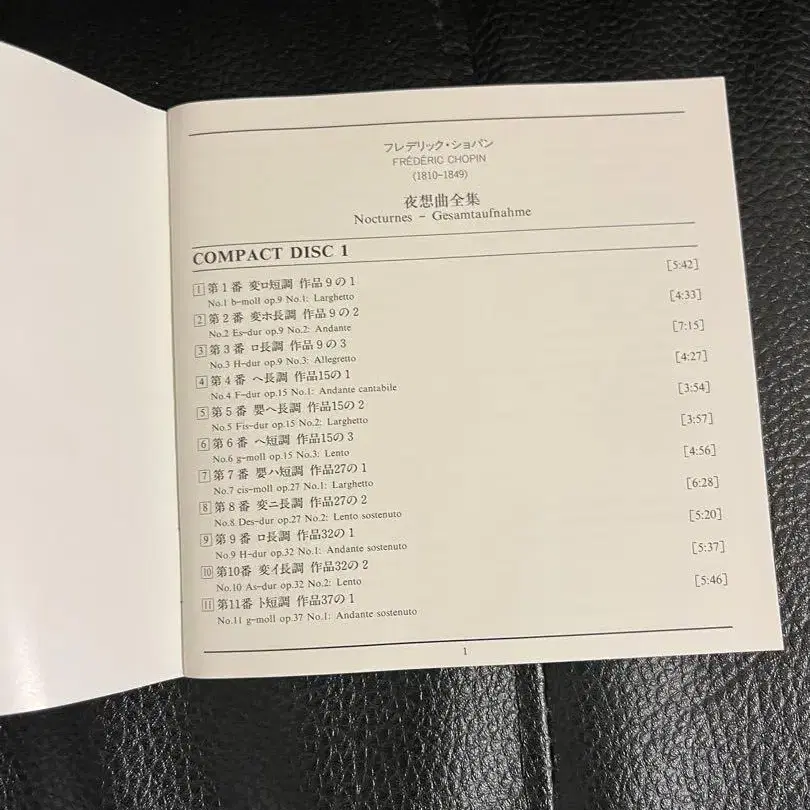 フレデリック・ショパン
FRÉDÉRIC CHOPIN
(1810-1849)
夜想曲全集
Nocturnes - Gesamtaufnahme
COMPACT DISC 1
1 第1番 変ロ短調 作品9の1 [5:42]
No.1 b-moll op.9 No.1: Larghetto
2 第2番 変ホ長調 作品9の2 [4:33]
No.2 Es-dur op.9 No.2: Andante
3 第3番 ロ長調 作品9の3 [7:15]
No.3 H-dur op.9 No.3: Allegretto
4 第4番 ヘ長調 作品15の1 [4:27]
No.4 F-dur op.15 No.1: Andante cantabile
5 第5番 嬰ヘ長調 作品15の2 [3:54]
No.5 Fis-dur op.15 No.2: Larghetto
6 第6番 ヘ短調 作品15の3 [3:57]
No.6 g-moll op.15 No.3: Lento
7 第7番 嬰ハ短調 作品27の1 [4:56]
No.7 cis-moll op.27 No.1: Larghetto
8 第8番 変ニ長調 作品27の2 [6:28]
No.8 Des-dur op.27 No.2: Lento sostenuto
9 第9番 ロ長調 作品32の1 [5:20]
No.9 H-dur op.32 No.1: Andante sostenuto
10 第10番 変イ長調 作品32の2 [5:37]
No.10 As-dur op.32 No.2: Lento
11 第11番 ト短調 作品37の1 [5:46]
No.11 g-moll op.37 No.1: Andante sostenuto
1